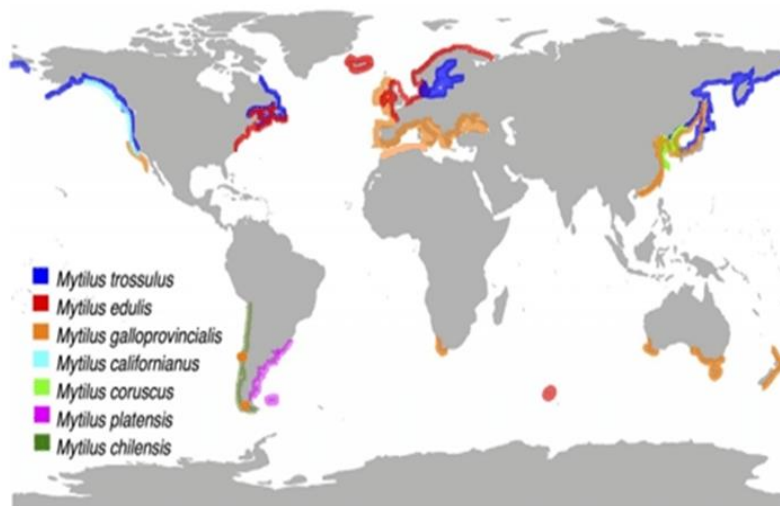 Mytilus trossulus
Mytilus edulis
Mytilus galloprovincialis
Mytilus californianus
Mytilus coruscus
Mytilus platensis
Mytilus chilensis